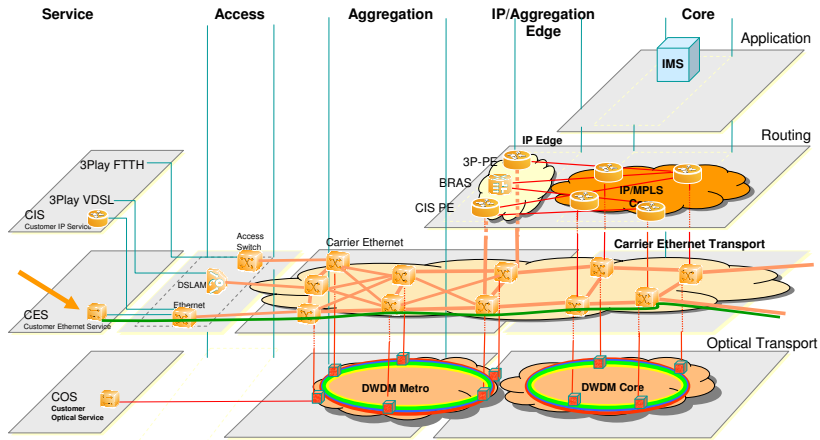 Service
Access
Aggregation
IP/Aggregation
Edge
Core
Application
IMS
Routing
IP Edge
3Play FTTH
3P-PE
BRAS
IP/MPLS
3Play VDSL
CIS
Customer IP Service
CIS PE
Access
Switch
Carrier Ethernet
Carrier Ethernet Transport
DSLAM
Ethernet
CES
Customer Ethernet Service
Optical Transport
DWDM Metro
DWDM Core
COS
Customer
Optical Service